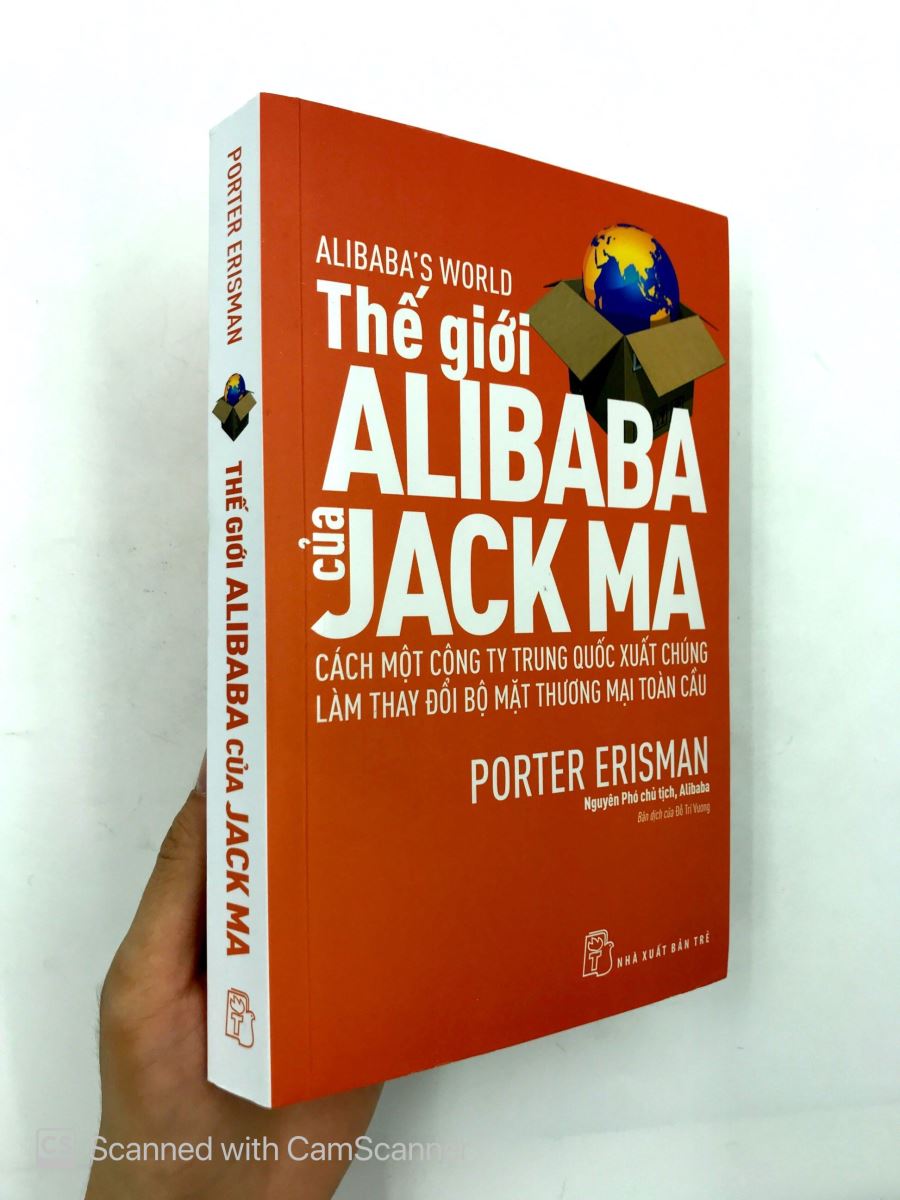 PORTER ERISMAN
THẾ GIỚI ALIBABA CỦA JACK MA
ALIBABA'S WORLD
Thế giới
ALIBABA
của
JACK MA
CÁCH MỘT CÔNG TY TRUNG QUỐC XUẤT CHÚNG
LÀM THAY ĐỔI BỘ MẶT THƯƠNG MẠI TOÀN CẦU
PORTER ERISMAN
Nguyên Phó chủ tịch, Alibaba
Bản dịch của Đỗ Trí Vương
NHÀ XUẤT BẢN TRẺ
CS Scanned with CamScanner